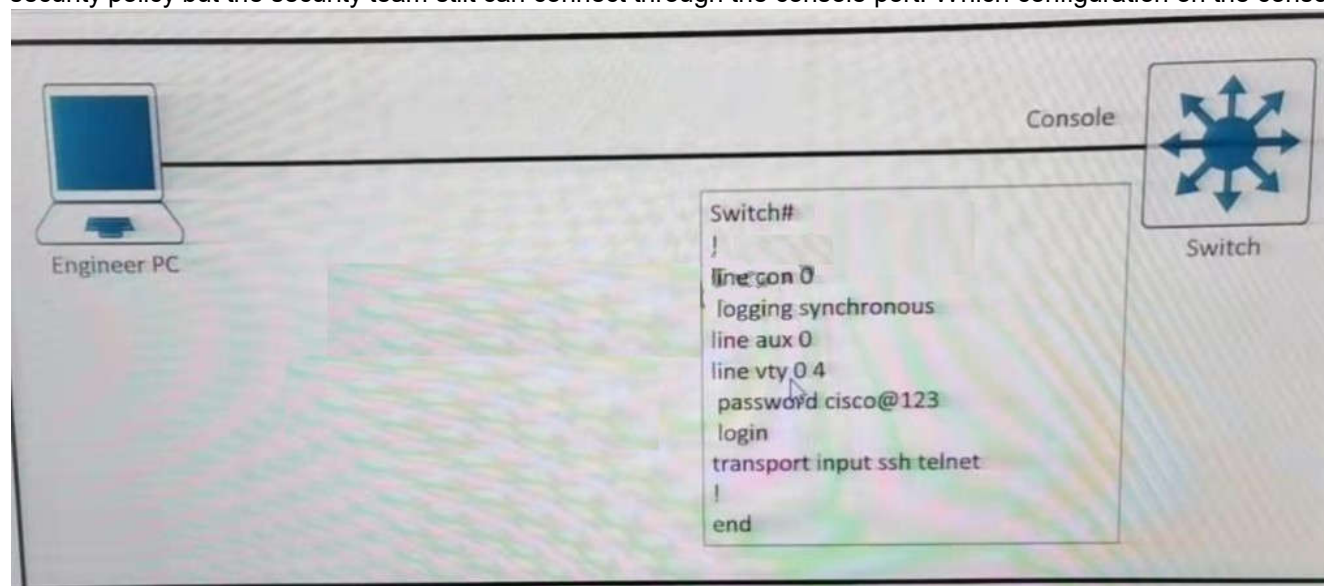 security policy but the security team still can connect through the console port. Which configuration on the conso
Console
Engineer PC
Switch
Switch#
!
line con 0
logging synchronous
line aux 0
line vty 0 4
password cisco@123
login
transport input ssh telnet
!
end